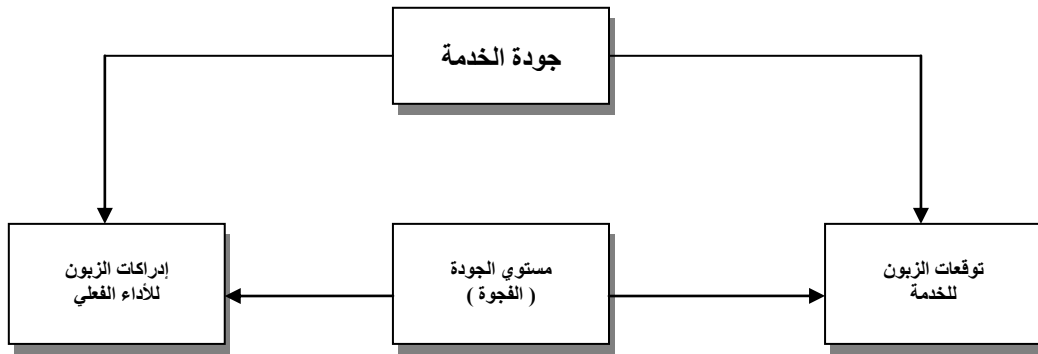 جودة الخدمة
توقعات الزبون
للخدمة
مستوي الجودة
( الفجوة )
إدراكات الزبون
للأداء الفعلي